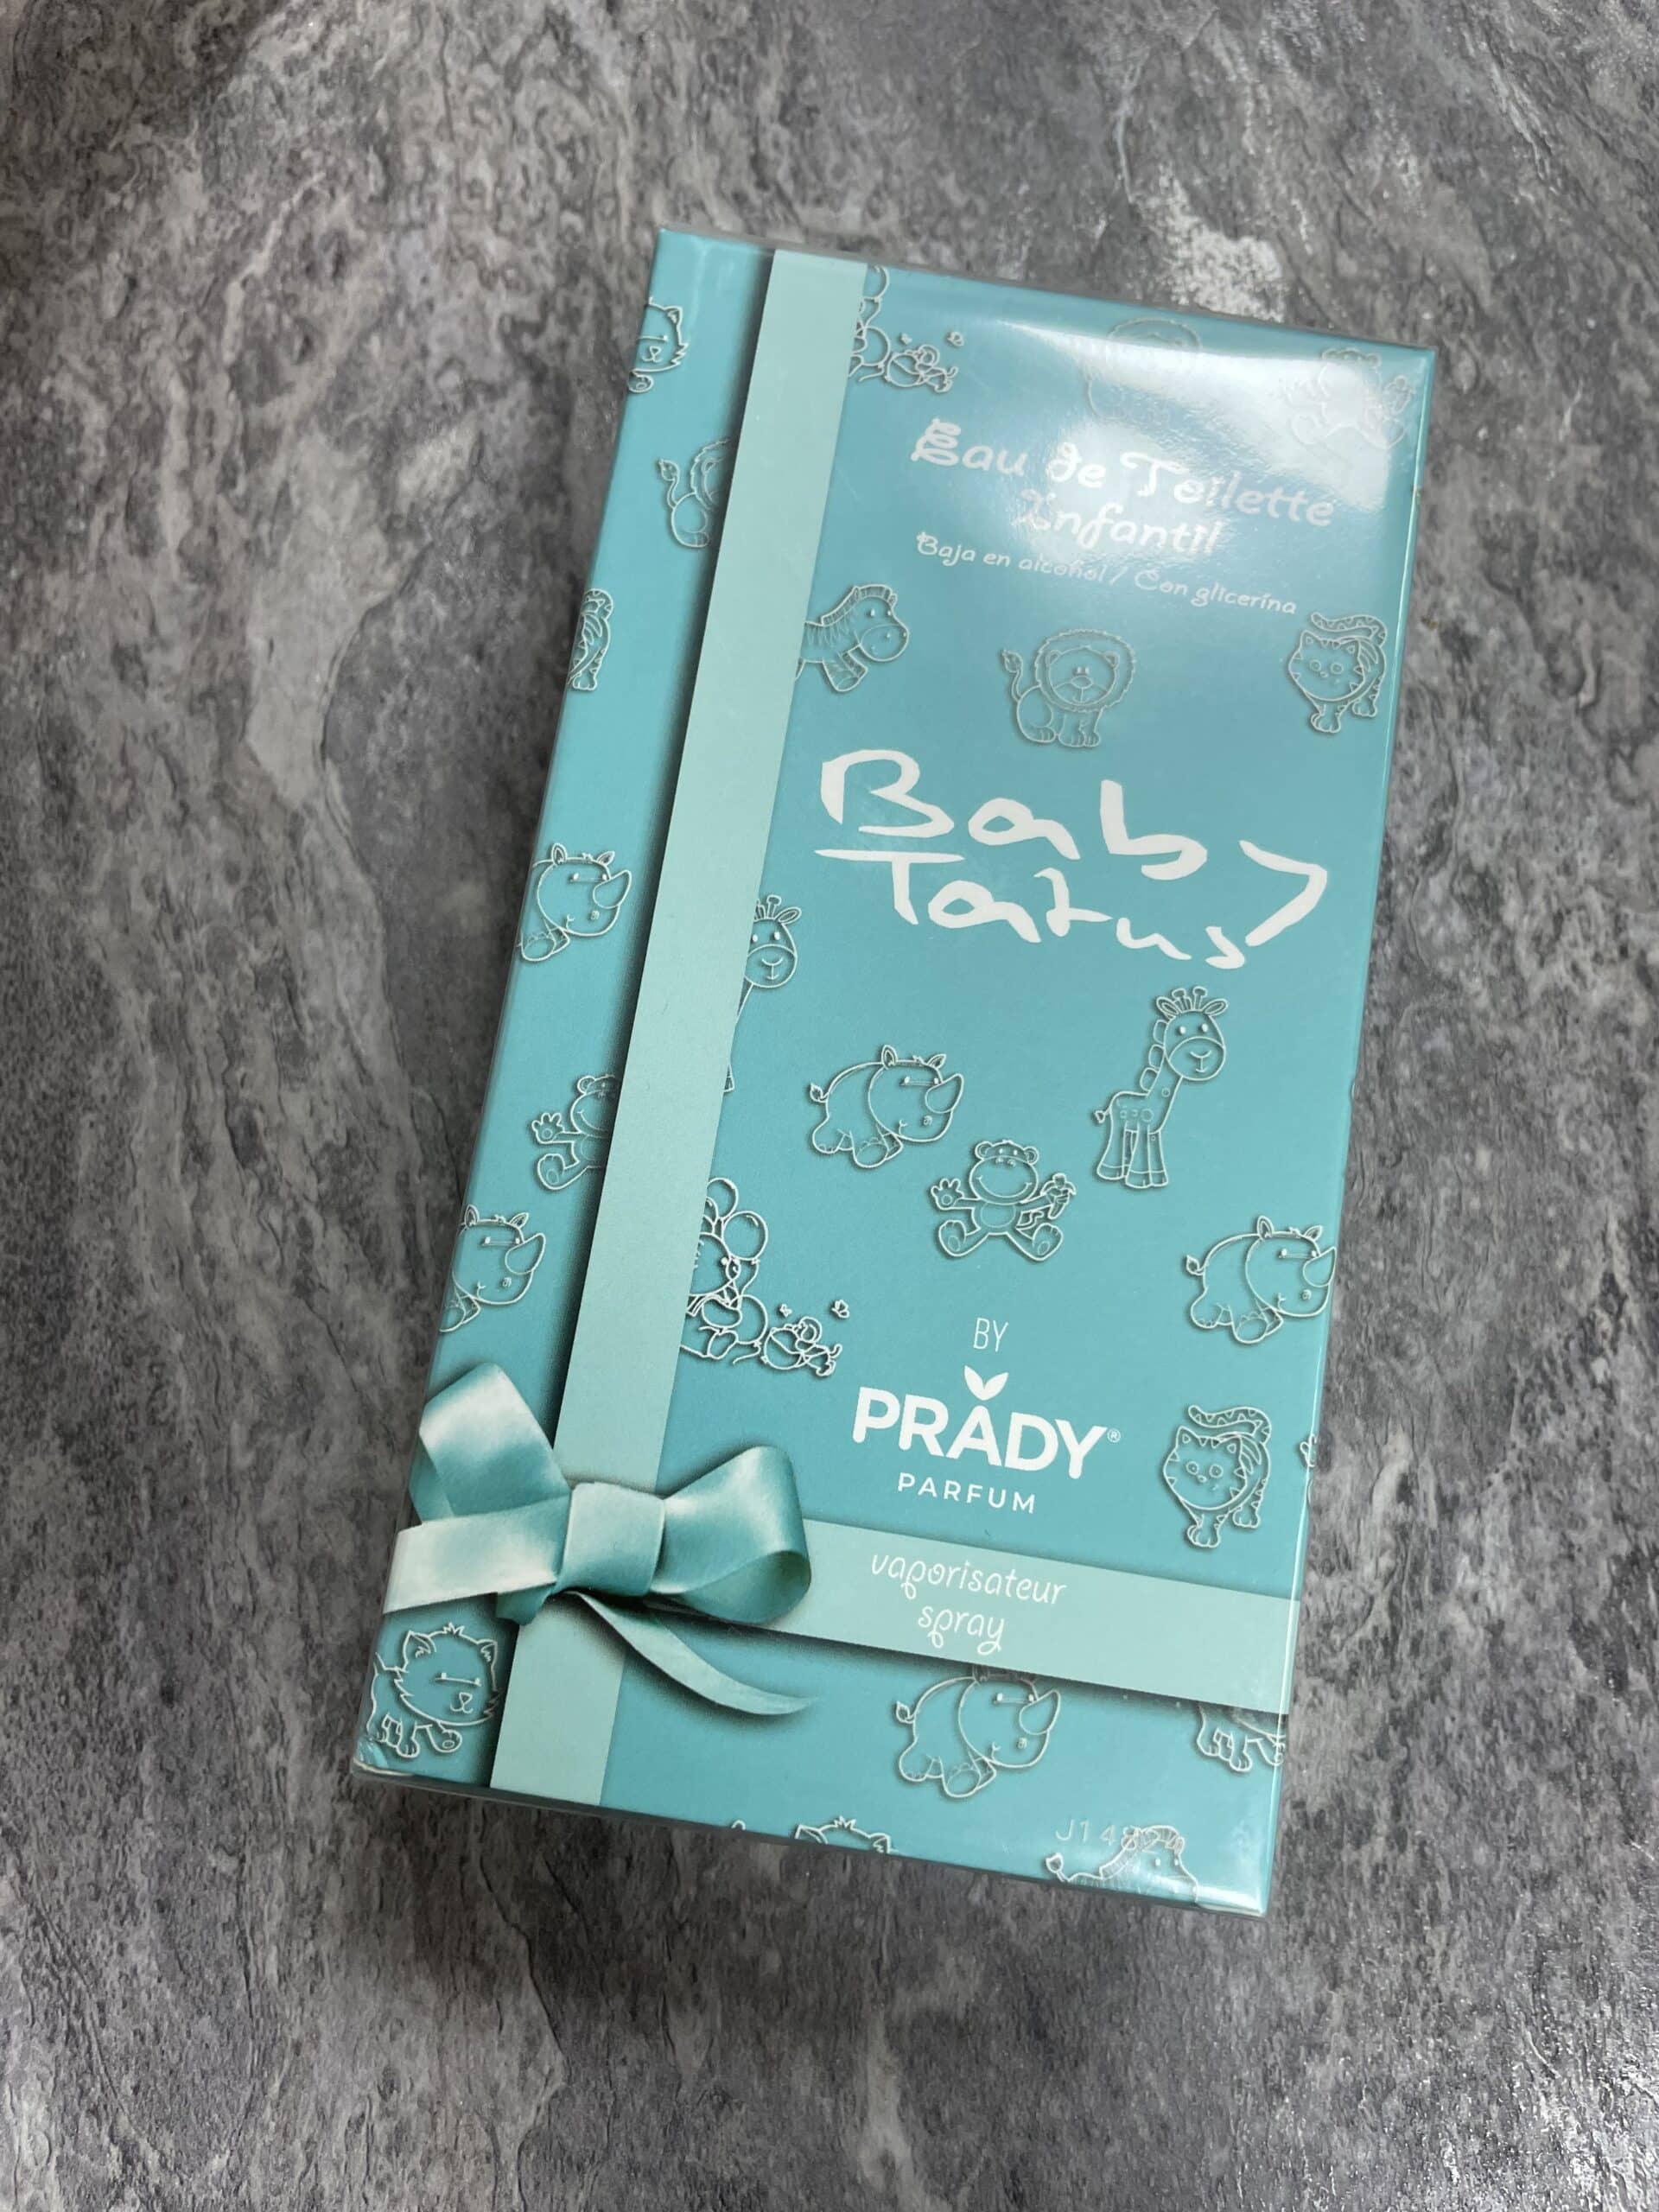 Eau de Toilette
Infantil
Baja en alcohol / Con glicerina
Baby
Tatus
BY
PRADY®
PARFUM
vaporisateur
spray